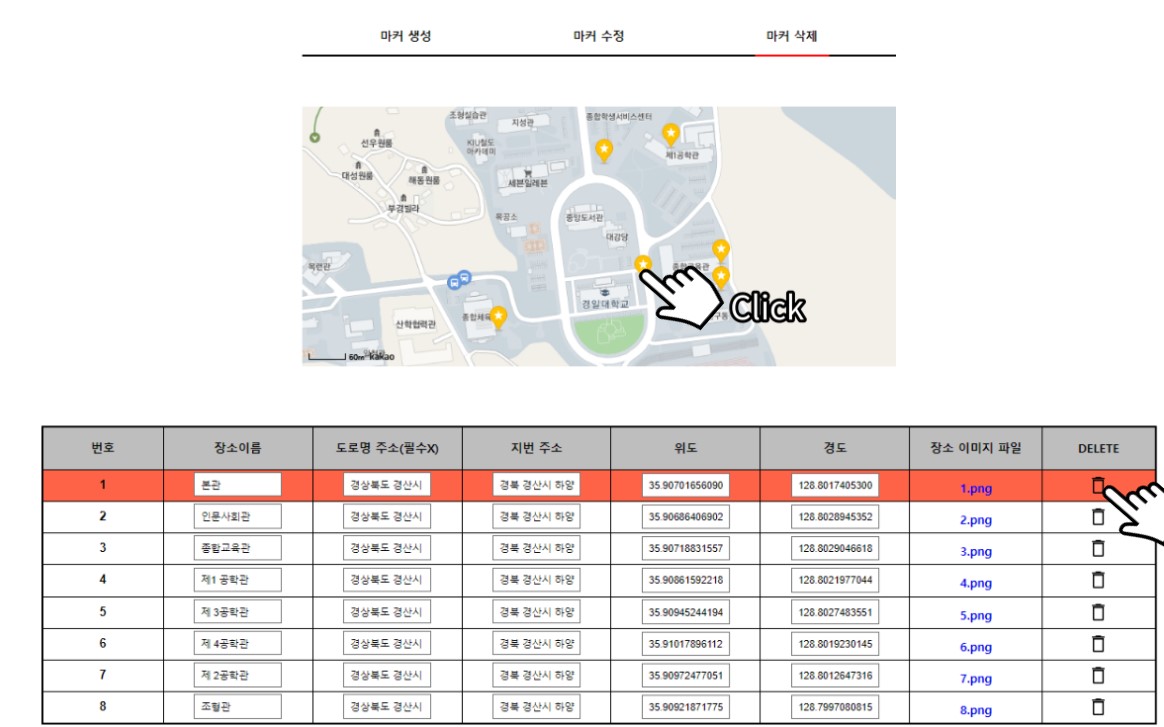 마커 생성
마커 수정
마커 삭제
조형실습관
지성관
종합학생서비스센터
선우원룸
KIU철도
아카데미
제1공학관
대성원룸
해동원룸
세븐일레븐
부경빌라
목공소
중앙도서관
대강당
목련관
종합교육관
경일대학교
산학협력관
종합체육
60m kakao
Click
번호 장소이름 도로명 주소(필수X) 지번 주소 위도 경도 장소 이미지 파일 DELETE
1 본관 경상북도 경산시 경북 경산시 하양 35.90701656090 128.8017405300 1.png
2 인문사회관 경상북도 경산시 경북 경산시 하양 35.90686406902 128.8028945352 2.png
3 종합교육관 경상북도 경산시 경북 경산시 하양 35.90718831557 128.8029046618 3.png
4 제1 공학관 경상북도 경산시 경북 경산시 하양 35.90861592218 128.8021977044 4.png
5 제 3공학관 경상북도 경산시 경북 경산시 하양 35.90945244194 128.8027483551 5.png
6 제 4공학관 경상북도 경산시 경북 경산시 하양 35.91017896112 128.8019230145 6.png
7 제 2공학관 경상북도 경산시 경북 경산시 하양 35.90972477051 128.8012647316 7.png
8 조형관 경상북도 경산시 경북 경산시 하양 35.90921871775 128.7997080815 8.png